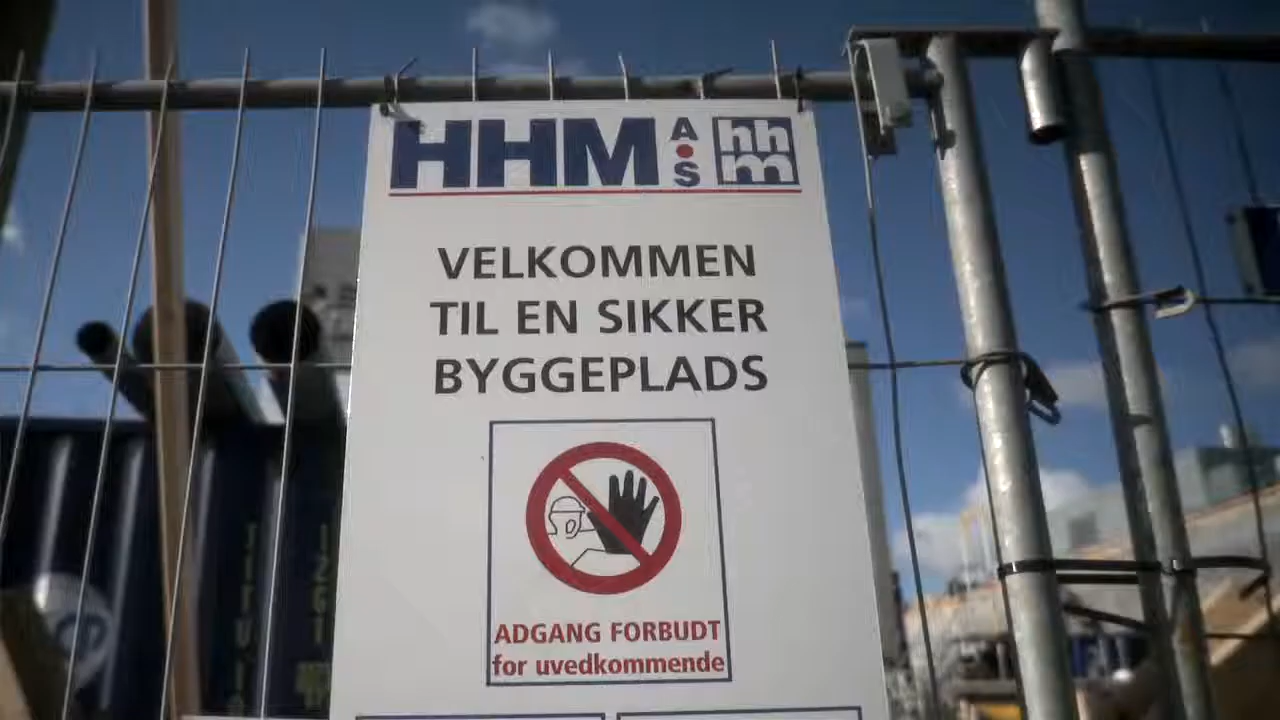 HHM A•S hhm
VELKOMMEN
TIL EN SIKKER
BYGGEPLADS
ADGANG FORBUDT
for uvedkommende